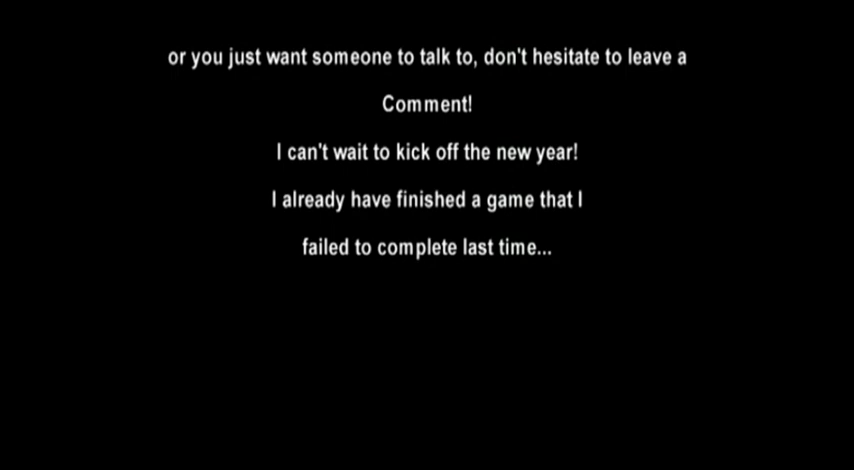 or you just want someone to talk to, don't hesitate to leave a
Comment!
I can't wait to kick off the new year!
I already have finished a game that I
failed to complete last time...